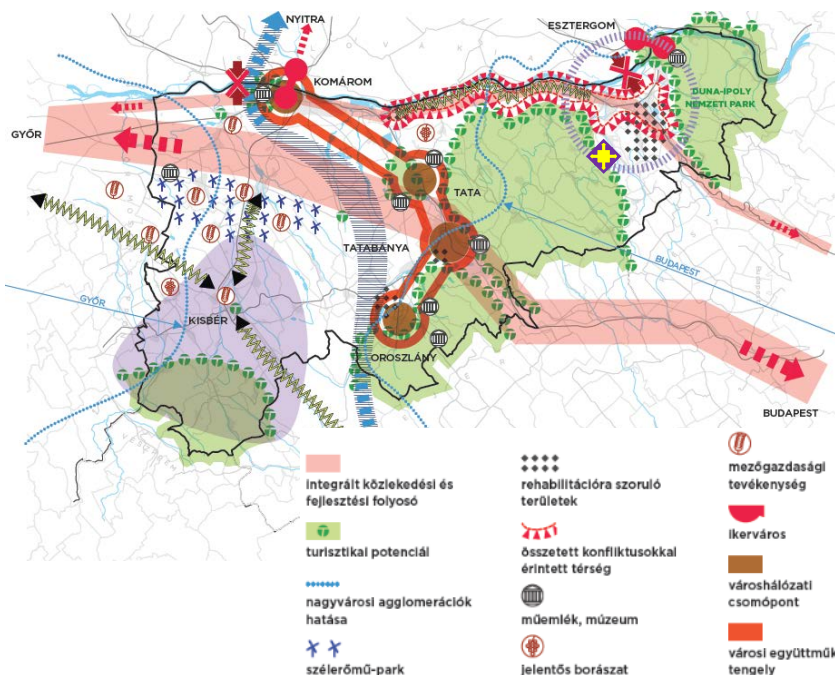 NYITRA
ESZTERGOM
KOMÁROM
DUNA-IPOLY
NEMZETI PARK
GYŐR
TATA
TATABÁNYA
BUDAPEST
GYŐR
KISBÉR
OROSZLÁNY
BUDAPEST
integrált közlekedési és
fejlesztési folyosó
turisztikai potenciál
nagyvárosi agglomerációk
hatása
szélerőmű-park
rehabilitációra szoruló
területek
összetett konfliktusokkal
érintett térség
műemlék, múzeum
jelentős borászat
mezőgazdasági
tevékenység
ikerváros
városhálózati
csomópont
városi együttmű
tengely